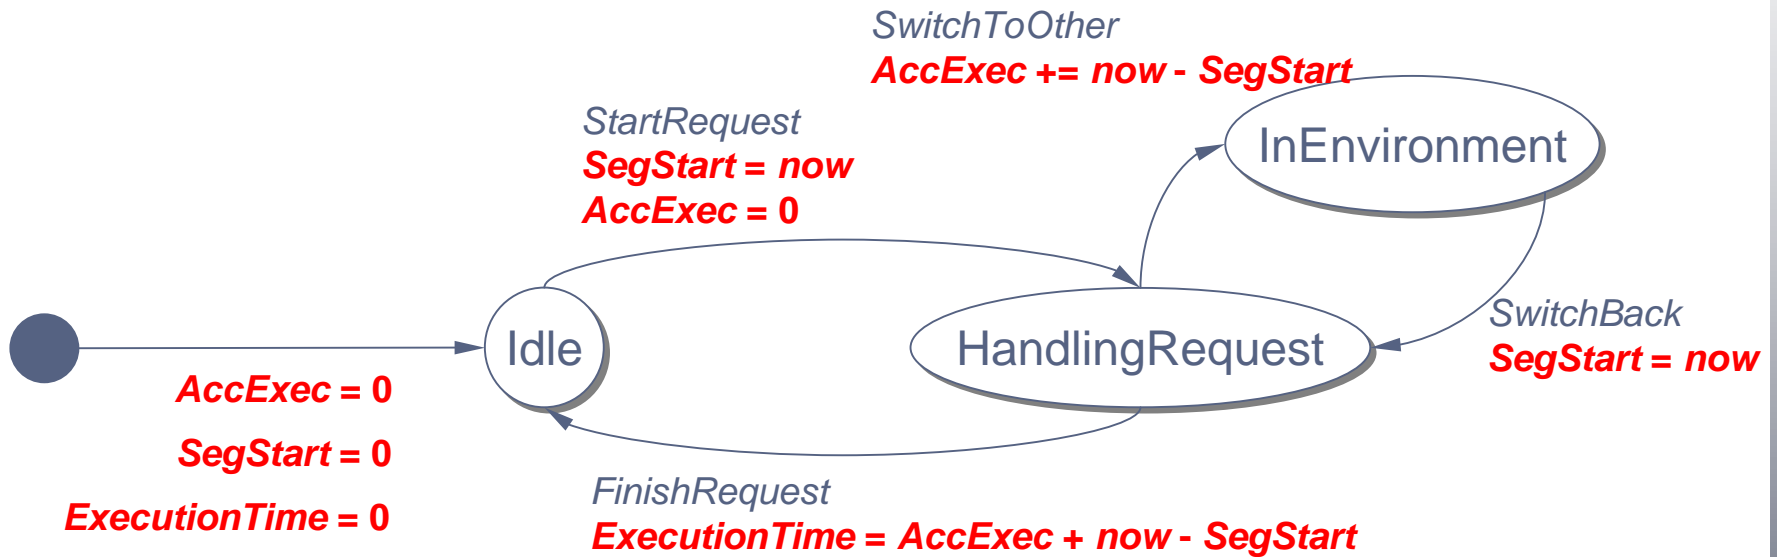 SwitchToOther
AccExec += now - SegStart
StartRequest
SegStart = now
AccExec = 0
InEnvironment
Idle
HandlingRequest
SwitchBack
SegStart = now
AccExec = 0
SegStart = 0
ExecutionTime = 0
FinishRequest
ExecutionTime = AccExec + now - SegStart